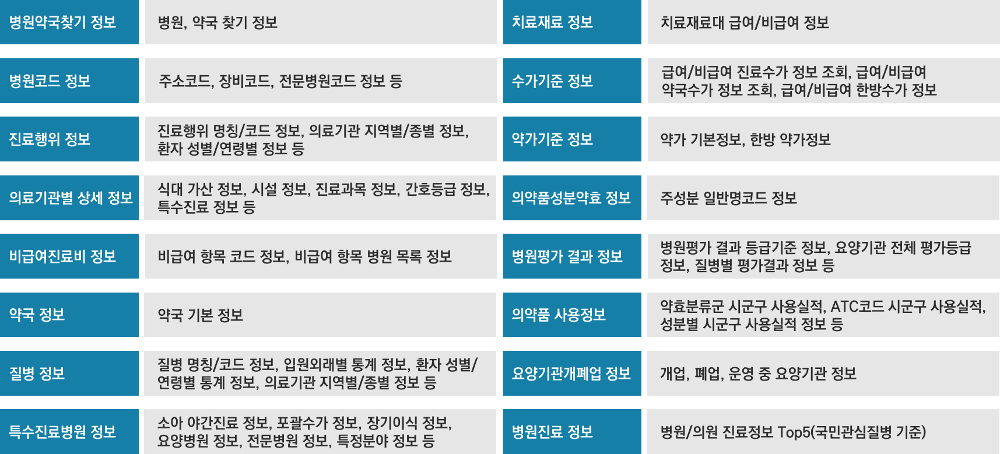 병원약국찾기 정보
병원, 약국 찾기 정보
치료재료 정보
치료재료대 급여/비급여 정보
병원코드 정보
주소코드, 장비코드, 전문병원코드 정보 등
수가기준 정보
급여/비급여 진료수가 정보 조회, 급여/비급여
약국수가 정보 조회, 급여/비급여 한방수가 정보
진료행위 정보
진료행위 명칭/코드 정보, 의료기관 지역별/종별 정보,
환자 성별/연령별 정보 등
약가기준 정보
약가 기본정보, 한방 약가정보
의료기관별 상세 정보
식대 가산 정보, 시설 정보, 진료과목 정보, 간호등급 정보,
특수진료 정보 등
의약품성분약효 정보
주성분 일반명코드 정보
비급여진료비 정보
비급여 항목 코드 정보, 비급여 항목 병원 목록 정보
병원평가 결과 정보
병원평가 결과 등급기준 정보, 요양기관 전체 평가등급
정보, 질병별 평가결과 정보 등
약국 정보
약국 기본 정보
의약품 사용정보
약효분류군 시군구 사용실적, ATC코드 시군구 사용실적,
성분별 시군구 사용실적 정보 등
질병 정보
질병 명칭/코드 정보, 입원외래별 통계 정보, 환자 성별/
연령별 통계 정보, 의료기관 지역별/종별 정보 등
요양기관개폐업 정보
개업, 폐업, 운영 중 요양기관 정보
특수진료병원 정보
소아 야간진료 정보, 포괄수가 정보, 장기이식 정보,
요양병원 정보, 전문병원 정보, 특정분야 정보 등
병원진료 정보
병원/의원 진료정보 Top5(국민관심질병 기준)